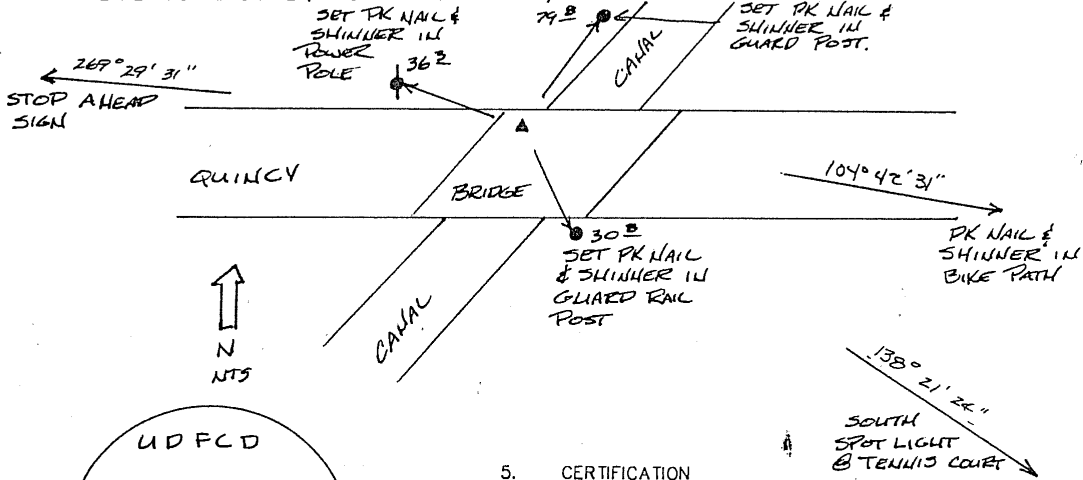 SET PK NAIL &
SHINNER IN
POWER
POLE
36 3
79 8
SET PK NAIL &
SHINNER IN
GUARD POST.
CANAL
269° 29' 31"
STOP AHEAD
SIGN
QUINCY
BRIDGE
104° 42' 31"
PK NAIL &
SHINNER IN
BIKE PATH
30 8
SET PK NAIL
& SHINNER IN
GUARD RAIL
POST
CANAL
N
NTS
138° 21' 24"
SOUTH
SPOT LIGHT
@ TENNIS COURT
UDFCD
5. CERTIFICATION